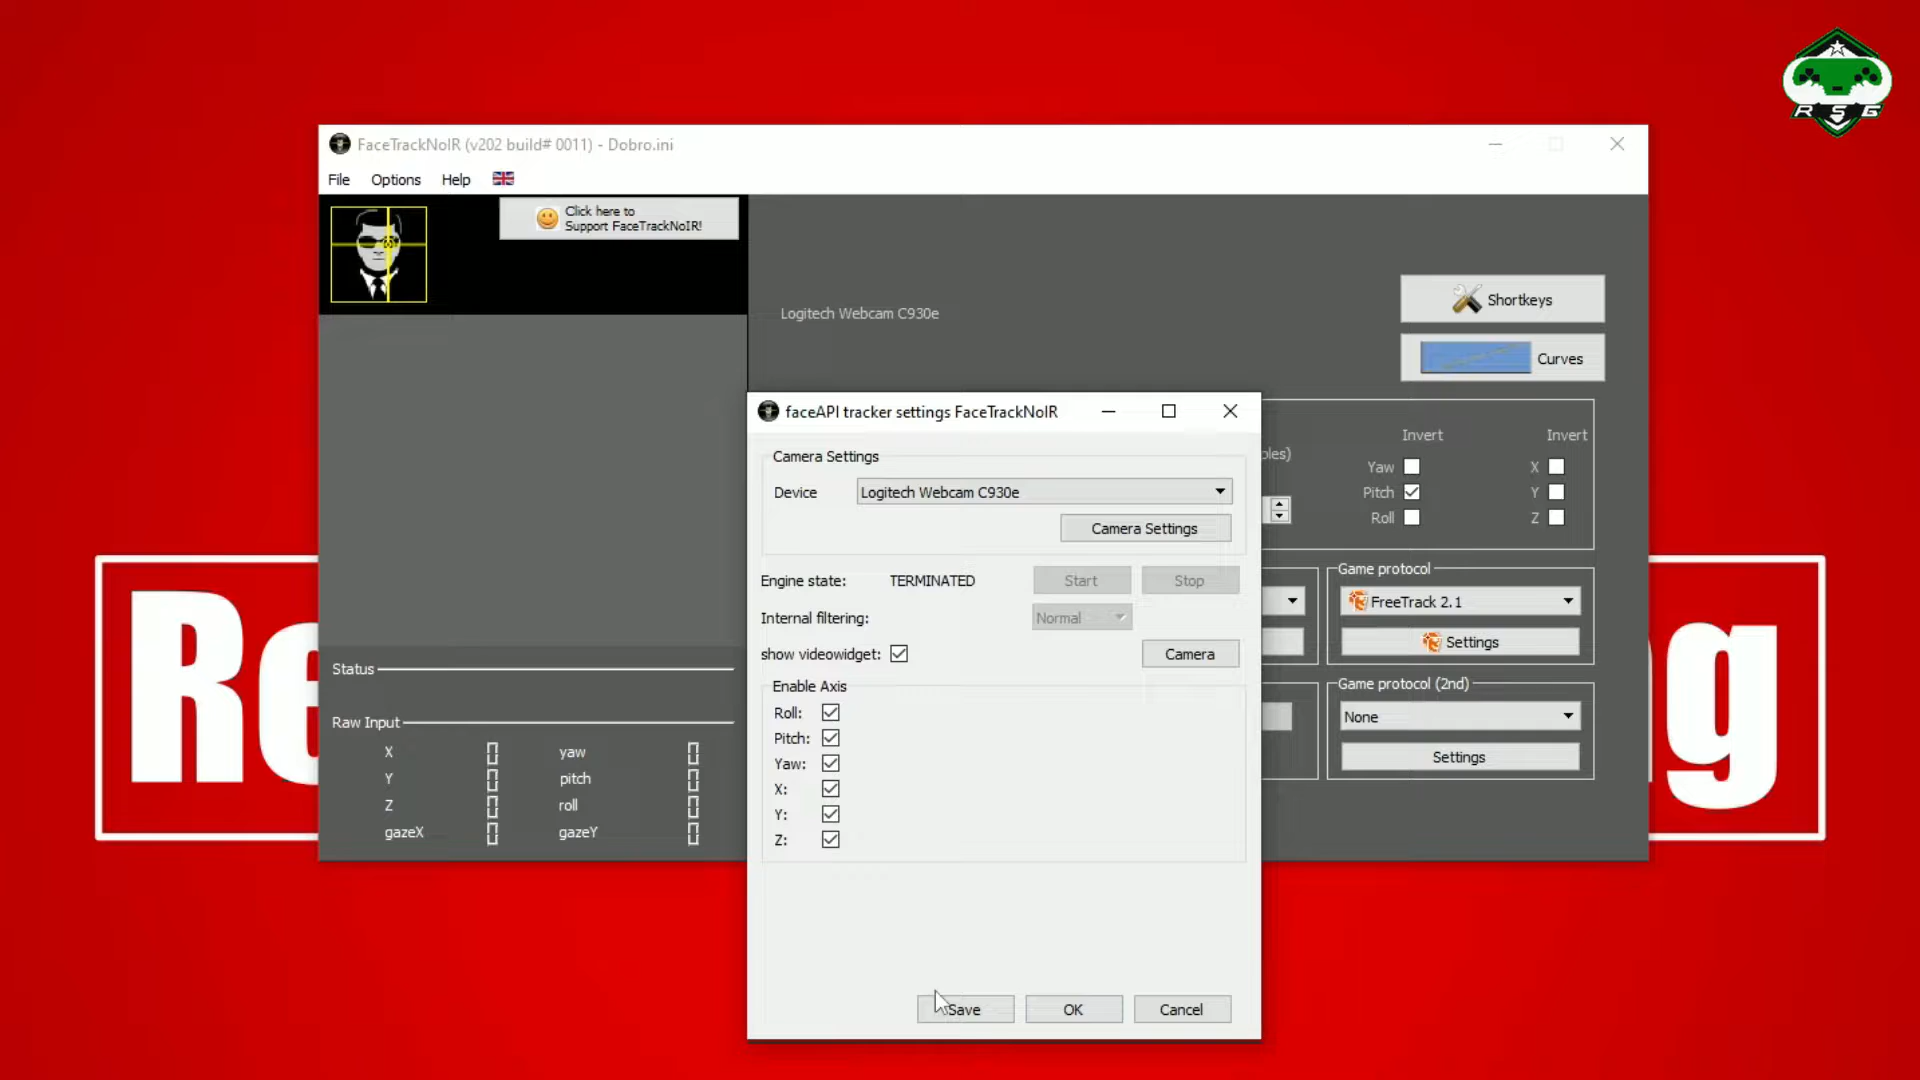 RSG
FaceTrackNoIR (v202 build# 0011) - Dobro.ini
File Options Help
Click here to
Support FaceTrackNoIR!
Logitech Webcam C930e
Shortkeys
Curves
faceAPI tracker settings FaceTrackNoIR
Camera Settings
Device Logitech Webcam C930e
Camera Settings
Engine state: TERMINATED Start Stop
Internal filtering: Normal
show videowidget: Camera
Enable Axis
Roll:
Pitch:
Yaw:
X:
Y:
Z:
Save OK Cancel
Invert Invert
Yaw X
Pitch Y
Roll Z
Game protocol
FreeTrack 2.1
Settings
Game protocol (2nd)
None
Settings
Status
Raw Input
X yaw
Y pitch
Z roll
gazeX gazeY